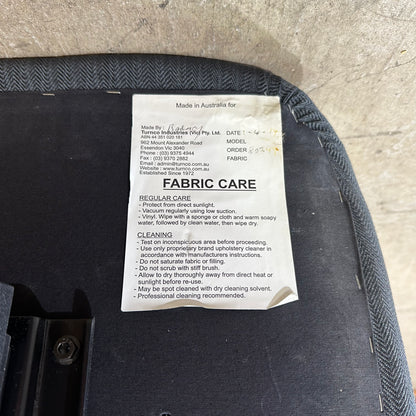 Made in Australia for
Made By :
Turnco Industries (Vic) Pty. Ltd. DATE
ABN 44 351 020 181
962 Mount Alexander Road MODEL
Essendon Vic 3040 ORDER
Phone : (03) 9375 4944
Fax : (03) 9370 2882 FABRIC
Email : admin@turnco.com.au
Website : www.turnco.com.au
Established Since 1972
FABRIC CARE
REGULAR CARE
- Protect from direct sunlight.
- Vacuum regularly using low suction.
- Vinyl. Wipe with a sponge or cloth and warm soapy
water, followed by clean water, then wipe dry.
CLEANING
- Test on inconspicuous area before proceeding.
- Use only proprietary brand upholstery cleaner in
accordance with manufacturers instructions.
- Do not saturate fabric or filling.
- Do not scrub with stiff brush.
- Allow to dry thoroughly away from direct heat or
sunlight before re-use.
- May be spot cleaned with dry cleaning solvent.
- Professional cleaning recommended.